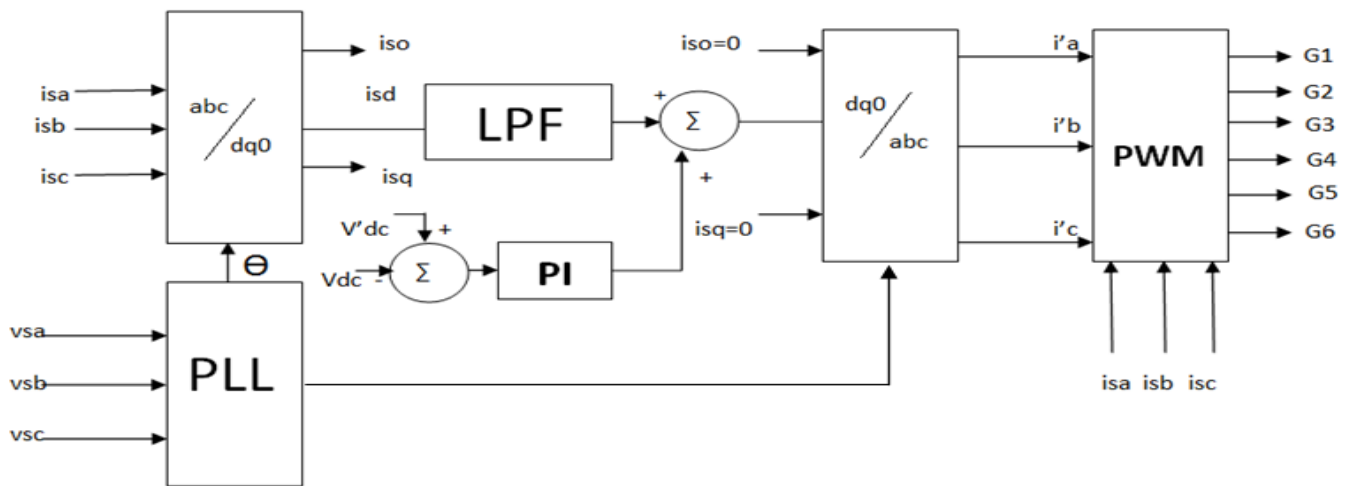 iso
isa
isb
isc
abc
dq0
isd
isq
LPF
+
Σ
+
V'dc
+
Vdc
-
Σ
PI
iso=0
isq=0
dq0
abc
i'a
i'b
i'c
PWM
G1
G2
G3
G4
G5
G6
isa isb isc
Θ
vsa
vsb
vsc
PLL